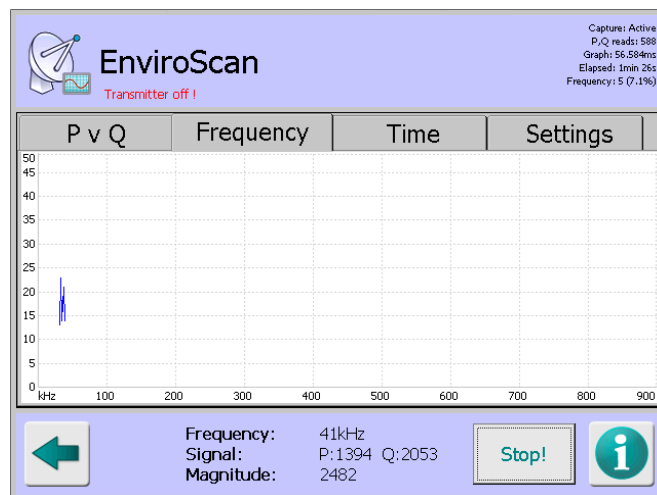 Capture: Active
P,Q reads: 588
Graph: 56.584ms
Elapsed: 1min 26s
Frequency: 5 (7.1%)
EnviroScan
Transmitter off !
P v Q Frequency Time Settings
50
45
40
35
30
25
20
15
10
5
0
kHz 100 200 300 400 500 600 700 800 900
Frequency: 41kHz
Signal: P:1394 Q:2053
Magnitude: 2482
Stop!
i